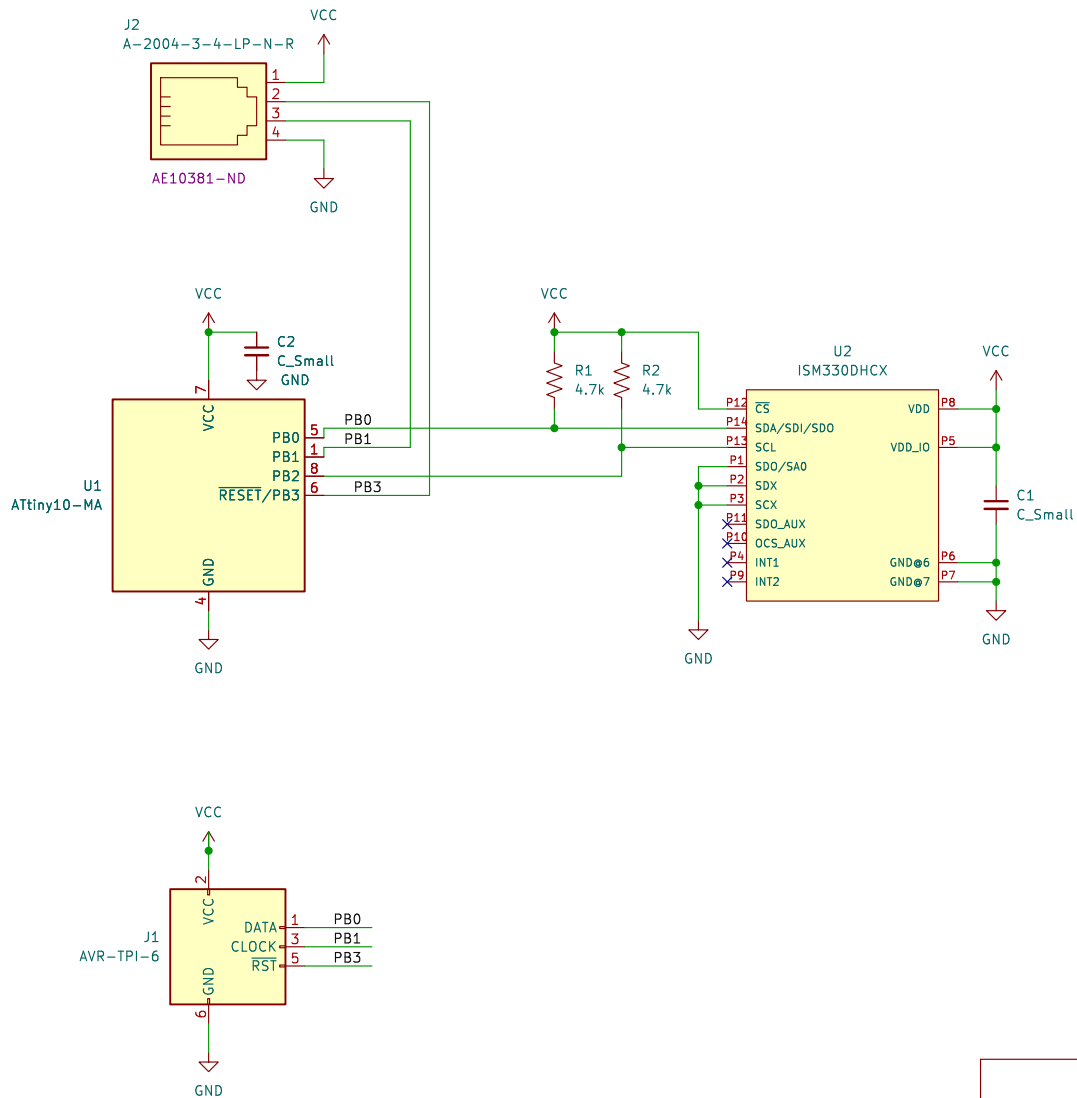 J2
A-2004-3-4-LP-N-R
VCC
1
2
3
4
AE10381-ND
GND
VCC
C2
C_Small
GND
7
VCC
PB0
5
PB0
PB1
1
PB1
PB2
8
RESET/PB3
6
PB3
U1
ATtiny10-MA
GND
4
GND
VCC
R1
4.7k
R2
4.7k
U2
ISM330DHCX
P12
CS
P14
SDA/SDI/SDO
P13
SCL
P1
SDO/SA0
P2
SDX
P3
SCX
P11
SDO_AUX
P10
OCS_AUX
P4
INT1
P9
INT2
VDD
P8
VDD_IO
P5
GND@6
P6
GND@7
P7
VCC
C1
C_Small
GND
GND
VCC
2
VCC
J1
AVR-TPI-6
DATA
1
PB0
CLOCK
3
PB1
RST
5
PB3
GND
6
GND